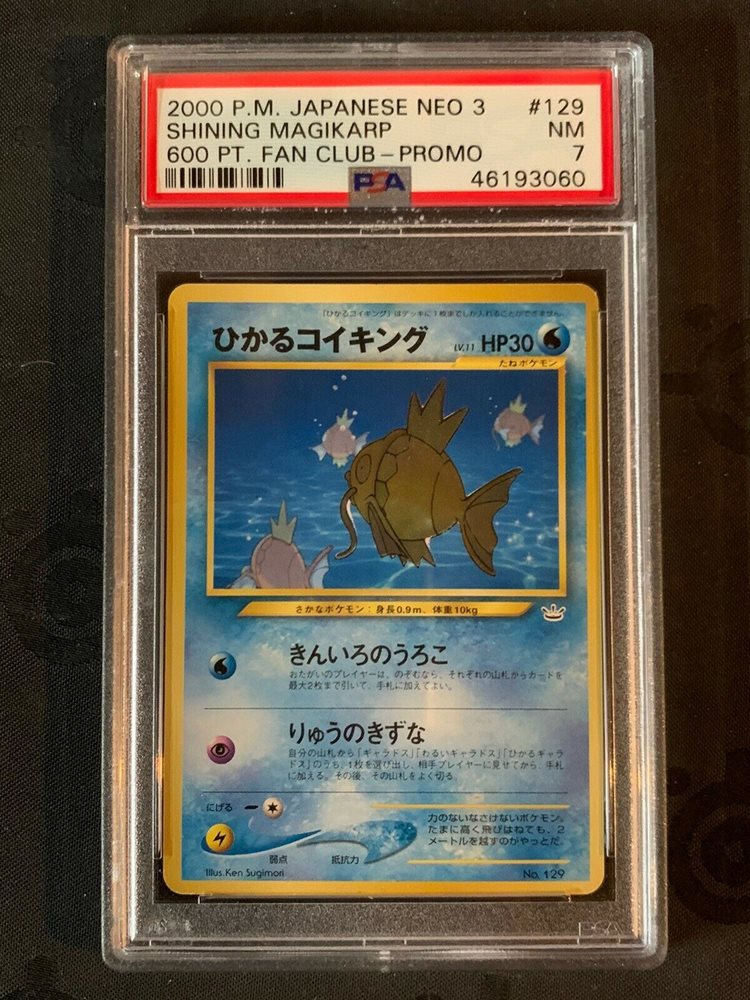 2000 P.M. JAPANESE NEO 3 #129
SHINING MAGIKARP NM
600 PT. FAN CLUB-PROMO 7
PSA 46193060
「ひかるコイキング」はデッキに1枚までしか入れることができません。
ひかるコイキング LV.11 HP30
たねポケモン
さかなポケモン:身長0.9m、体重10kg
きんいろのうろこ
おたがいのプレイヤーは、のぞむなら、それぞれの山札からカードを
最大2枚まで引いて、手札に加えてよい。
りゅうのきずな
自分の山札から「ギャラドス」「わるいギャラドス」「ひかるギャラ
ドス」のうち、1枚を選び出し、相手プレイヤーに見せてから、手札
に加える。その後、その山札をよく切る。
にげる
力のないなさけないポケモン。
たまに高く飛びはねても、2
メートルを越すのがやっとだ。
弱点 抵抗力
Illus.Ken Sugimori No. 129
PSA